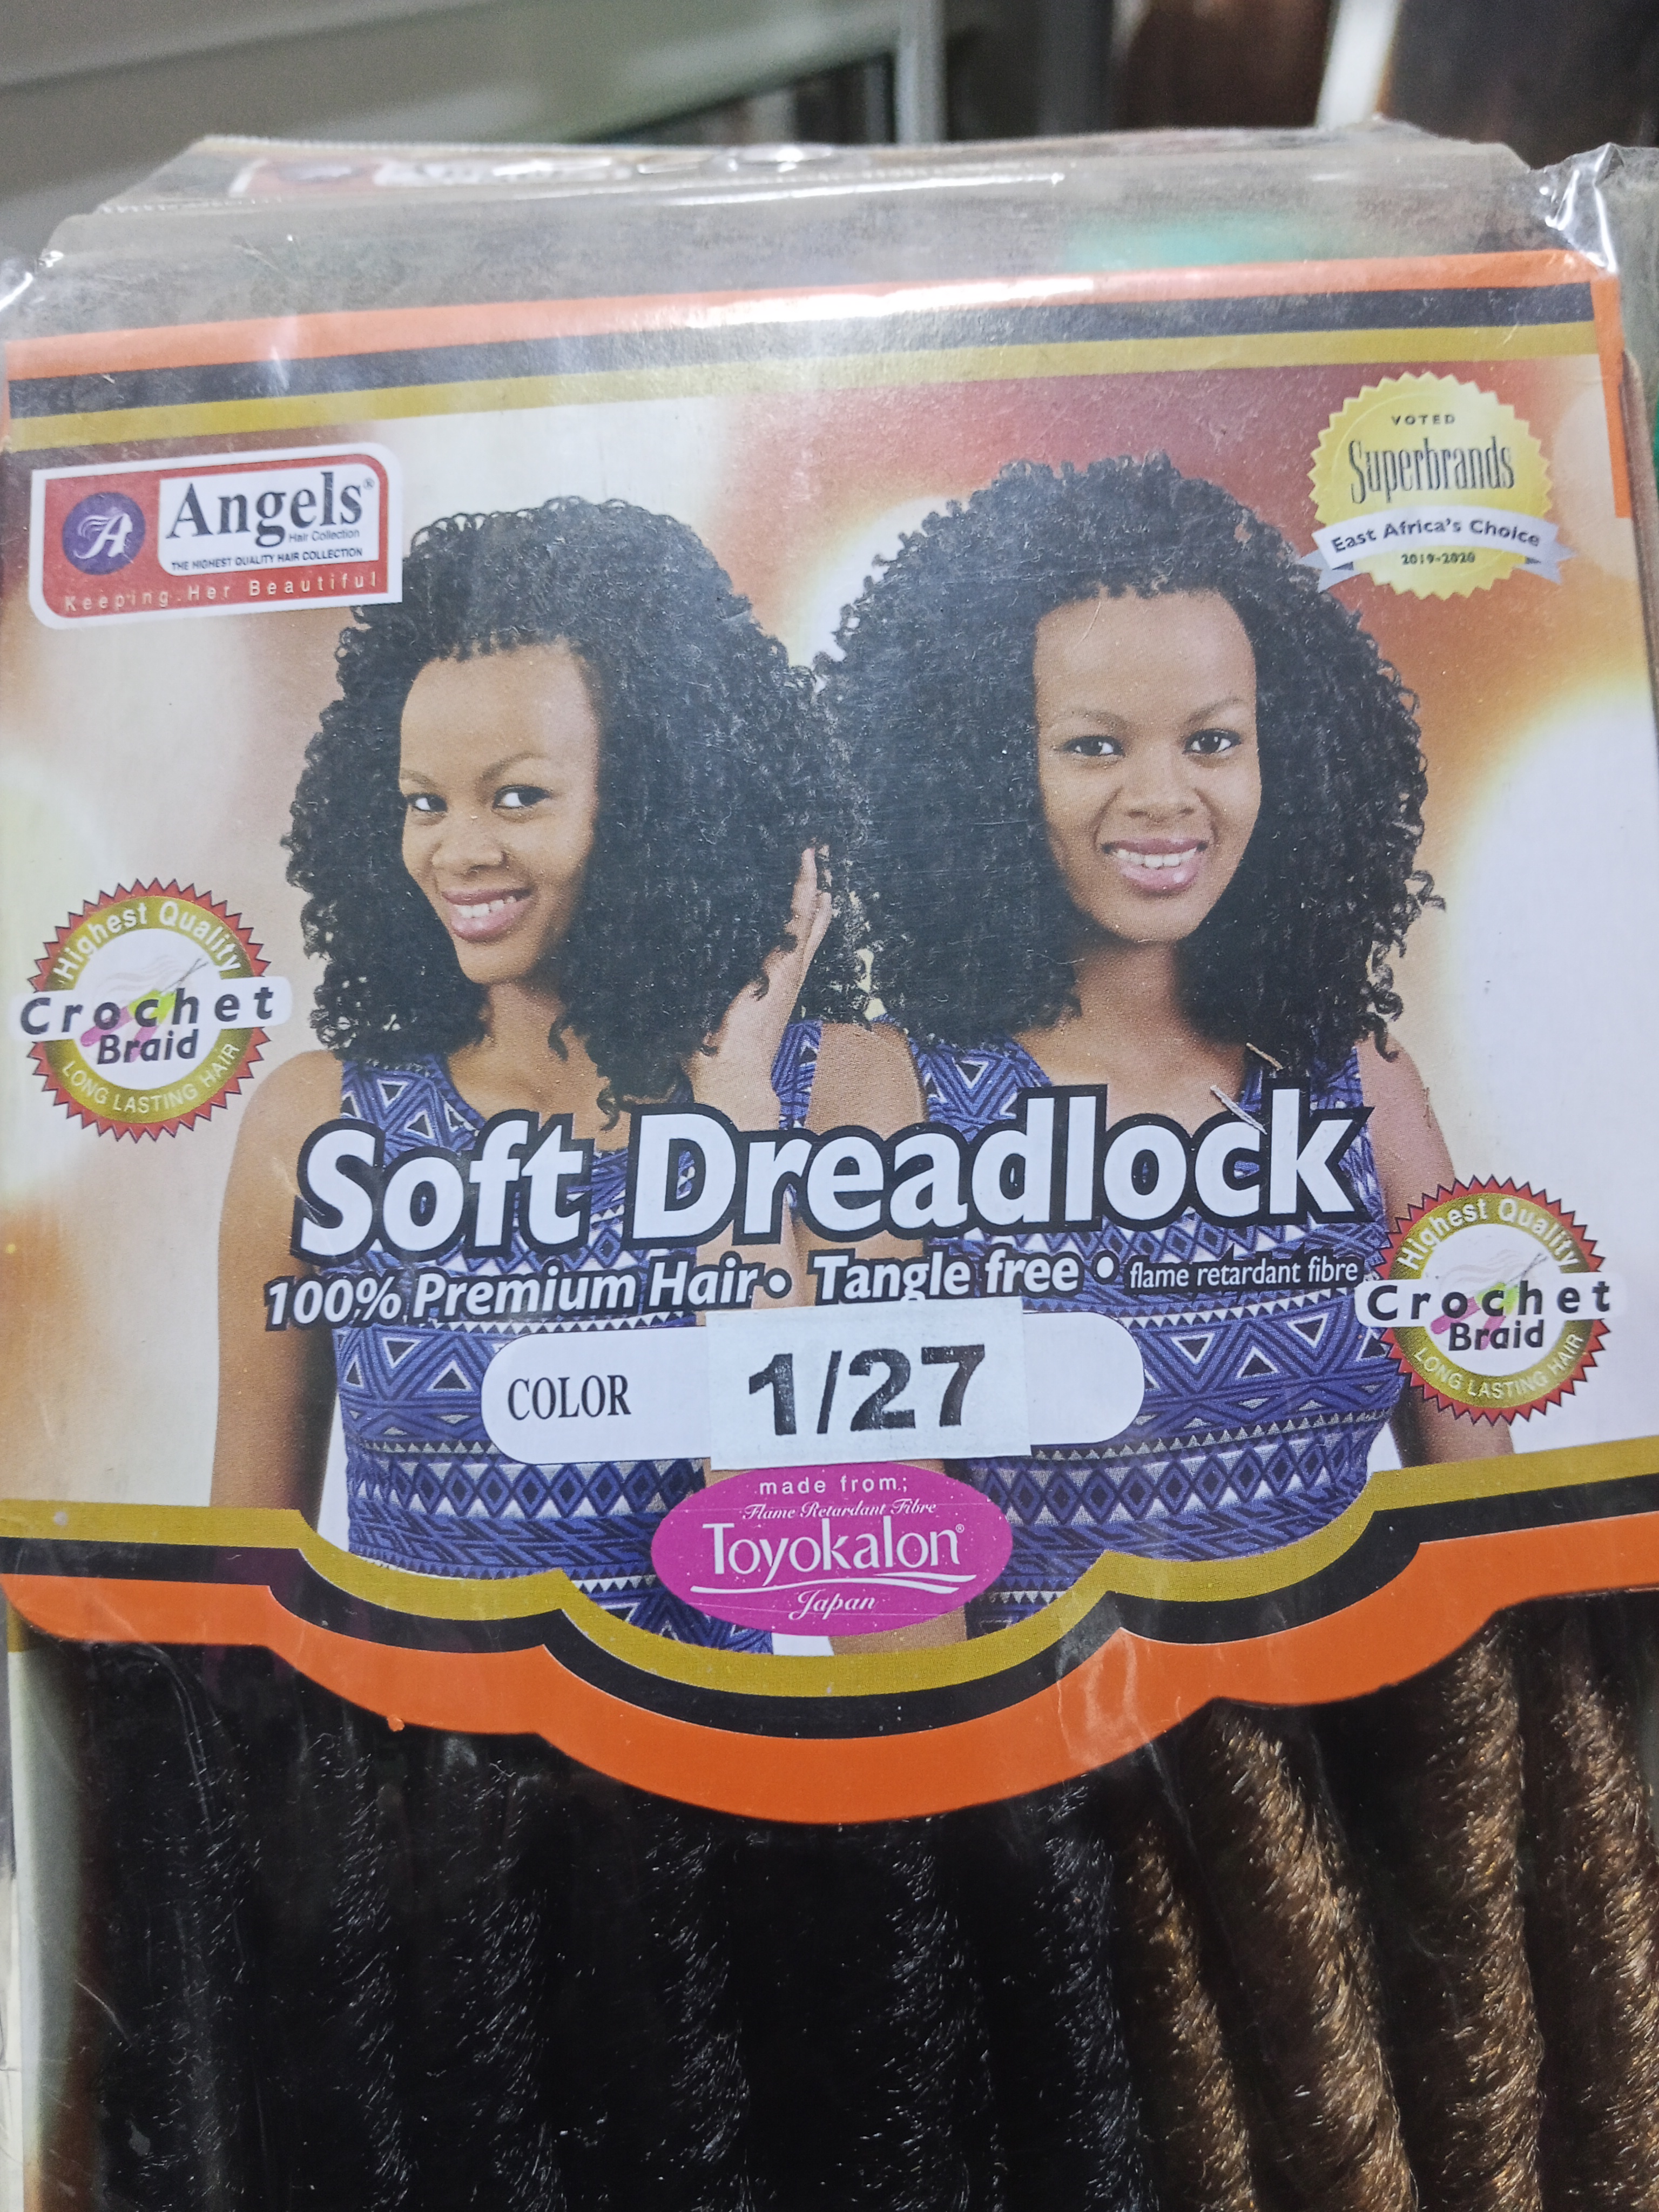 VOTED
Superbrands
East Africa's Choice
2019-2020
A
Angels®
Hair Collection
THE HIGHEST QUALITY HAIR COLLECTION
Keeping Her Beautiful
Highest Quality
Crochet
Braid
LONG LASTING HAIR
Soft Dreadlock
100% Premium Hair • Tangle free • flame retardant fibre
Highest Quality
Crochet
Braid
LONG LASTING HAIR
COLOR 1/27
made from;
Flame Retardant Fibre
Toyokalon®
Japan